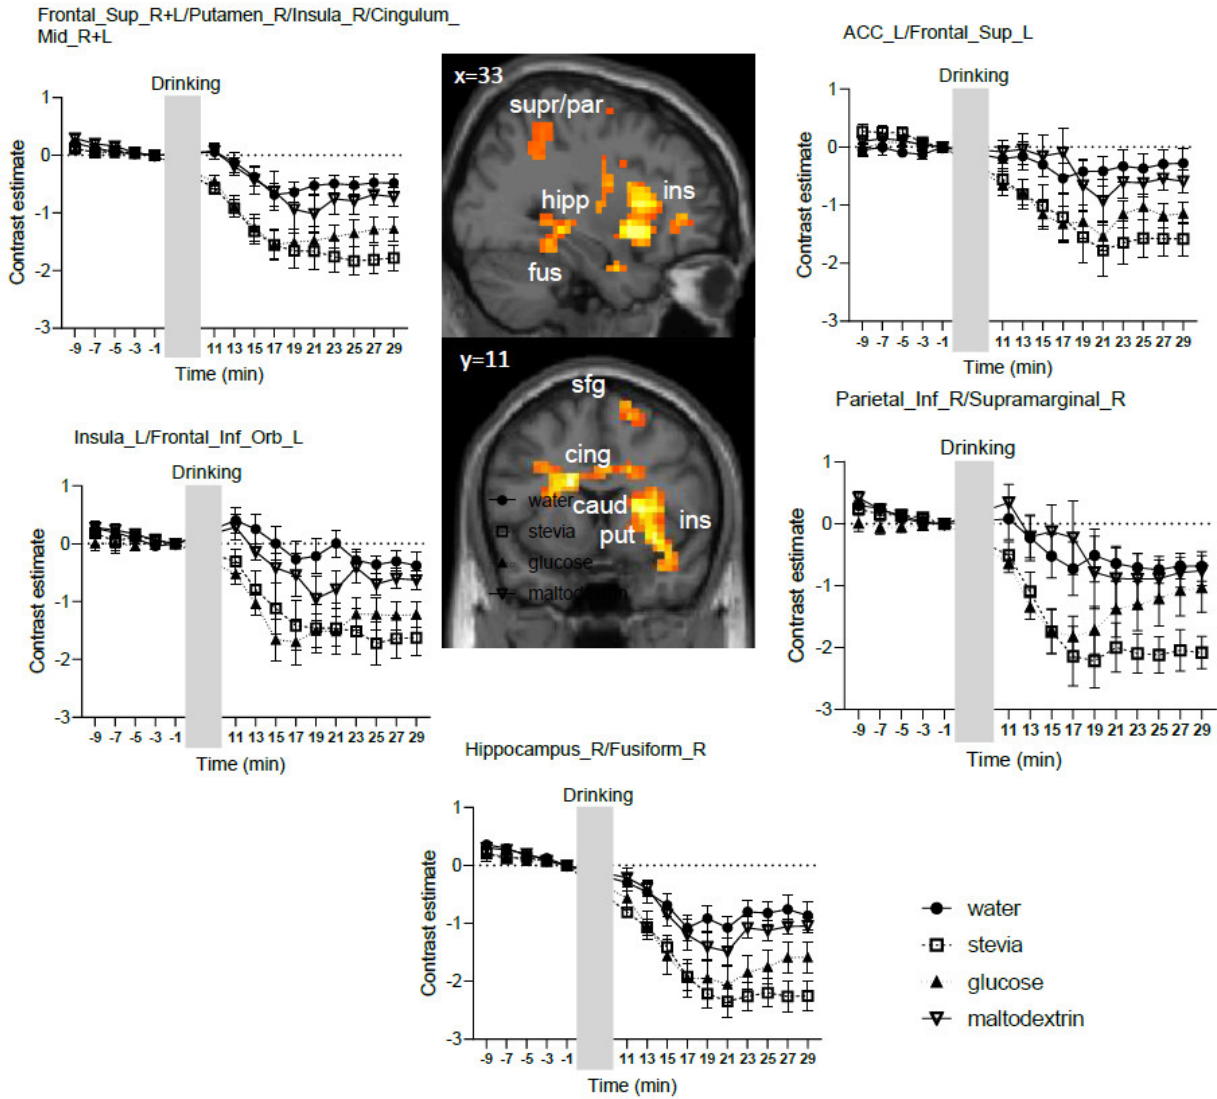 Frontal_Sup_R+L/Putamen_R/Insula_R/Cingulum_
Mid_R+L
Drinking
Contrast estimate
1
0
-1
-2
-3
-9 -7 -5 -3 -1 11 13 15 17 19 21 23 25 27 29
Time (min)
x=33
supr/par
hipp
ins
fus
ACC_L/Frontal_Sup_L
Drinking
Contrast estimate
1
0
-1
-2
-3
-9 -7 -5 -3 -1 11 13 15 17 19 21 23 25 27 29
Time (min)
Insula_L/Frontal_Inf_Orb_L
Drinking
Contrast estimate
1
0
-1
-2
-3
-9 -7 -5 -3 -1 11 13 15 17 19 21 23 25 27 29
Time (min)
y=11
sfg
cing
caud
put
ins
water
stevia
glucose
maltodextrin
Parietal_Inf_R/Supramarginal_R
Drinking
Contrast estimate
1
0
-1
-2
-3
-9 -7 -5 -3 -1 11 13 15 17 19 21 23 25 27 29
Time (min)
Hippocampus_R/Fusiform_R
Drinking
Contrast estimate
1
0
-1
-2
-3
-9 -7 -5 -3 -1 11 13 15 17 19 21 23 25 27 29
Time (min)
water
stevia
glucose
maltodextrin